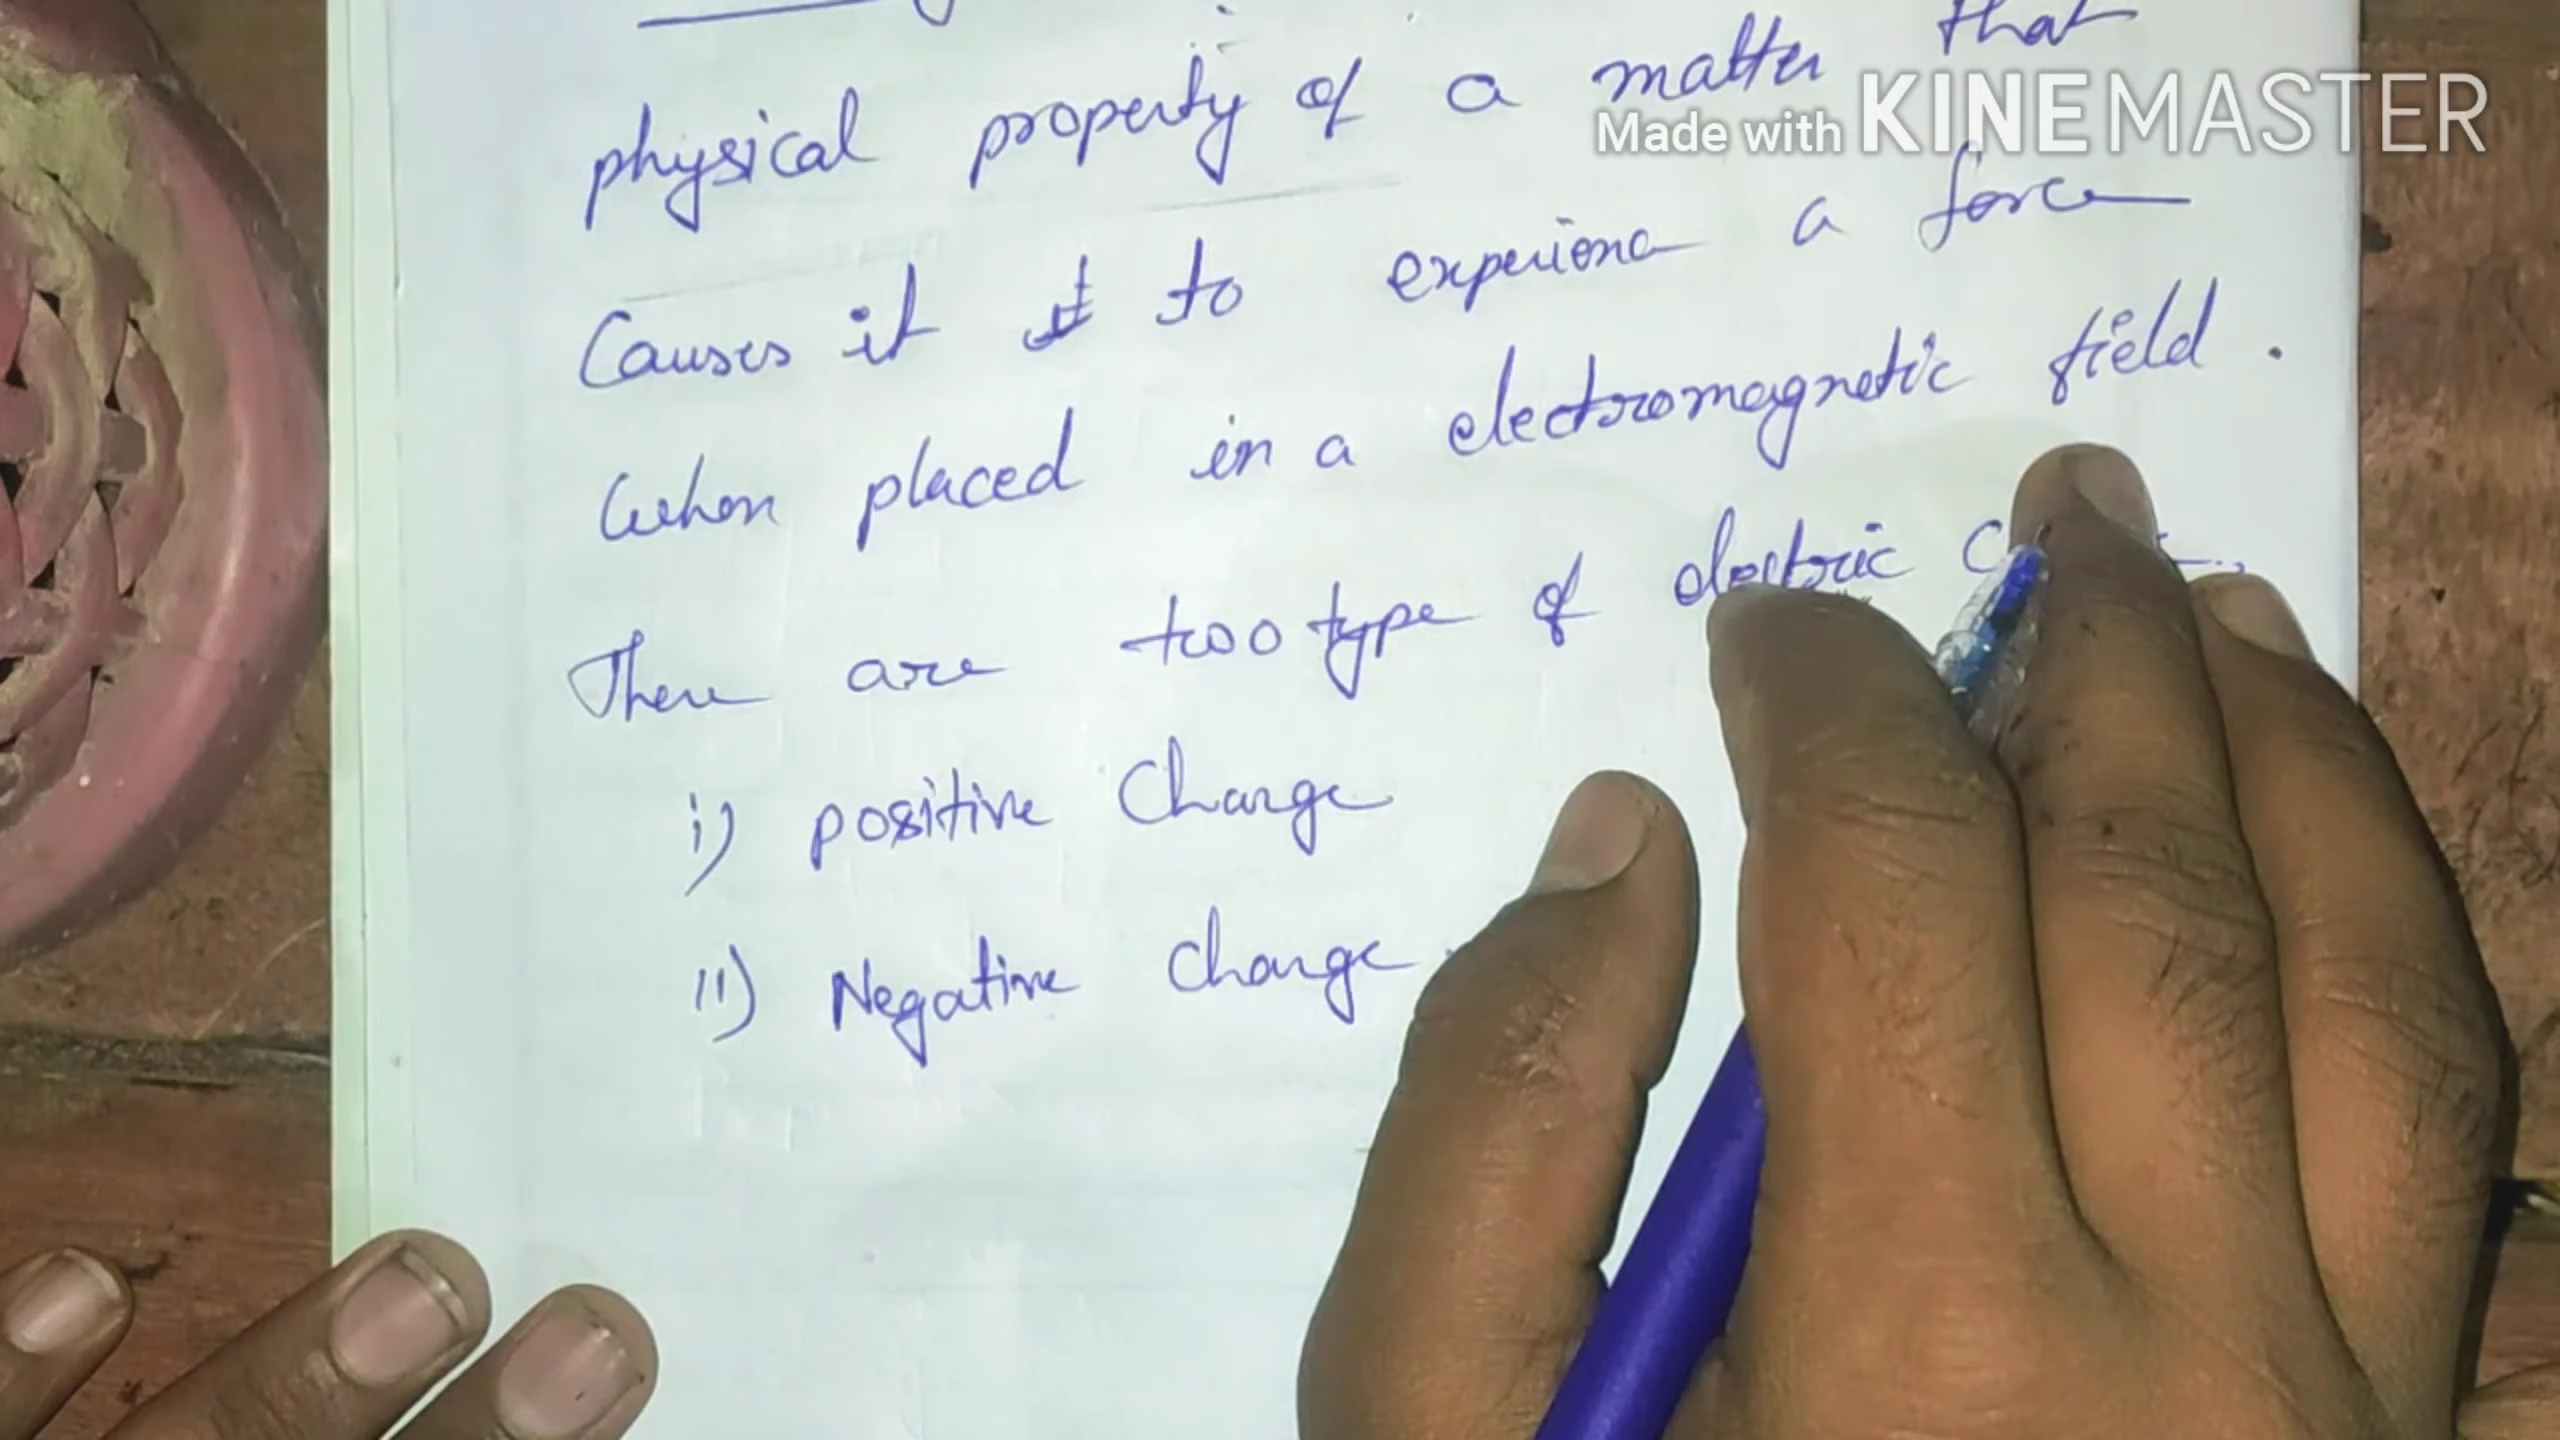 physical property of a matter that
Made with KINEMASTER
Causes it to experienc a force
When placed in a electromagnetic field.
There are two type of electric
i) positive Charge
ii) Negative Charge.